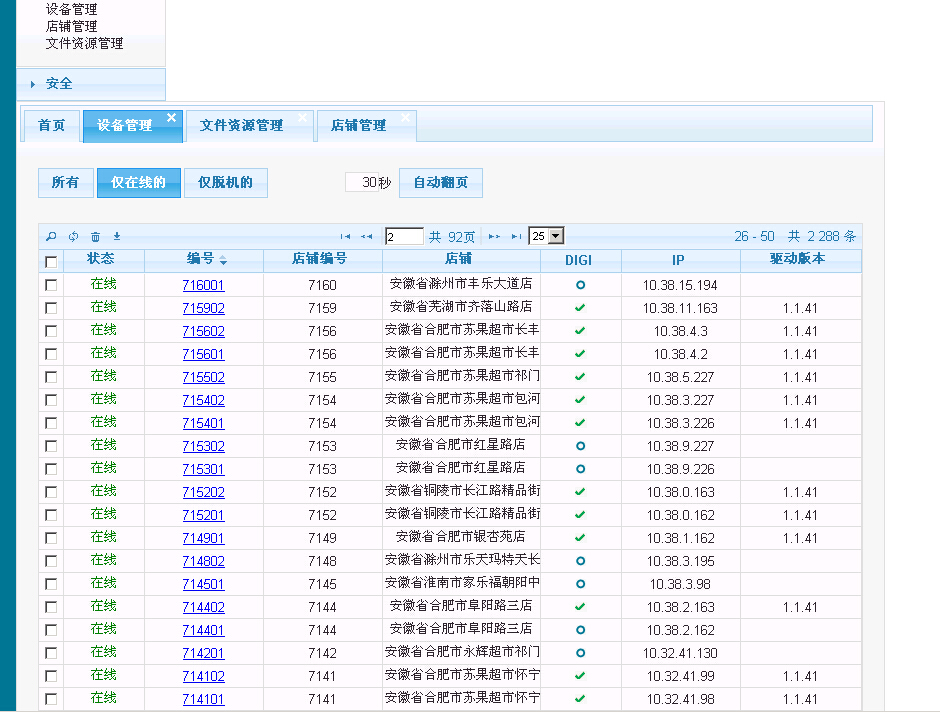 设备管理
店铺管理
文件资源管理
安全
首页 设备管理 文件资源管理 店铺管理
所有 仅在线的 仅脱机的 30秒 自动翻页
2 共 92页 25 26 - 50 共 2 288 条
状态 编号 店铺编号 店铺 DIGI IP 驱动版本
在线 716001 7160 安徽省滁州市丰乐大道店 10.38.15.194
在线 715902 7159 安徽省芜湖市齐落山路店 10.38.11.163 1.1.41
在线 715602 7156 安徽省合肥市苏果超市长丰 10.38.4.3 1.1.41
在线 715601 7156 安徽省合肥市苏果超市长丰 10.38.4.2 1.1.41
在线 715502 7155 安徽省合肥市苏果超市祁门 10.38.5.227 1.1.41
在线 715402 7154 安徽省合肥市苏果超市包河 10.38.3.227 1.1.41
在线 715401 7154 安徽省合肥市苏果超市包河 10.38.3.226 1.1.41
在线 715302 7153 安徽省合肥市红星路店 10.38.9.227
在线 715301 7153 安徽省合肥市红星路店 10.38.9.226
在线 715202 7152 安徽省铜陵市长江路精品街 10.38.0.163 1.1.41
在线 715201 7152 安徽省铜陵市长江路精品街 10.38.0.162 1.1.41
在线 714901 7149 安徽省合肥市银杏苑店 10.38.1.162 1.1.41
在线 714802 7148 安徽省滁州市乐天玛特天长 10.38.3.195
在线 714501 7145 安徽省淮南市家乐福朝阳中 10.38.3.98
在线 714402 7144 安徽省合肥市阜阳路三店 10.38.2.163 1.1.41
在线 714401 7144 安徽省合肥市阜阳路三店 10.38.2.162
在线 714201 7142 安徽省合肥市永辉超市祁门 10.32.41.130
在线 714102 7141 安徽省合肥市苏果超市怀宁 10.32.41.99 1.1.41
在线 714101 7141 安徽省合肥市苏果超市怀宁 10.32.41.98 1.1.41